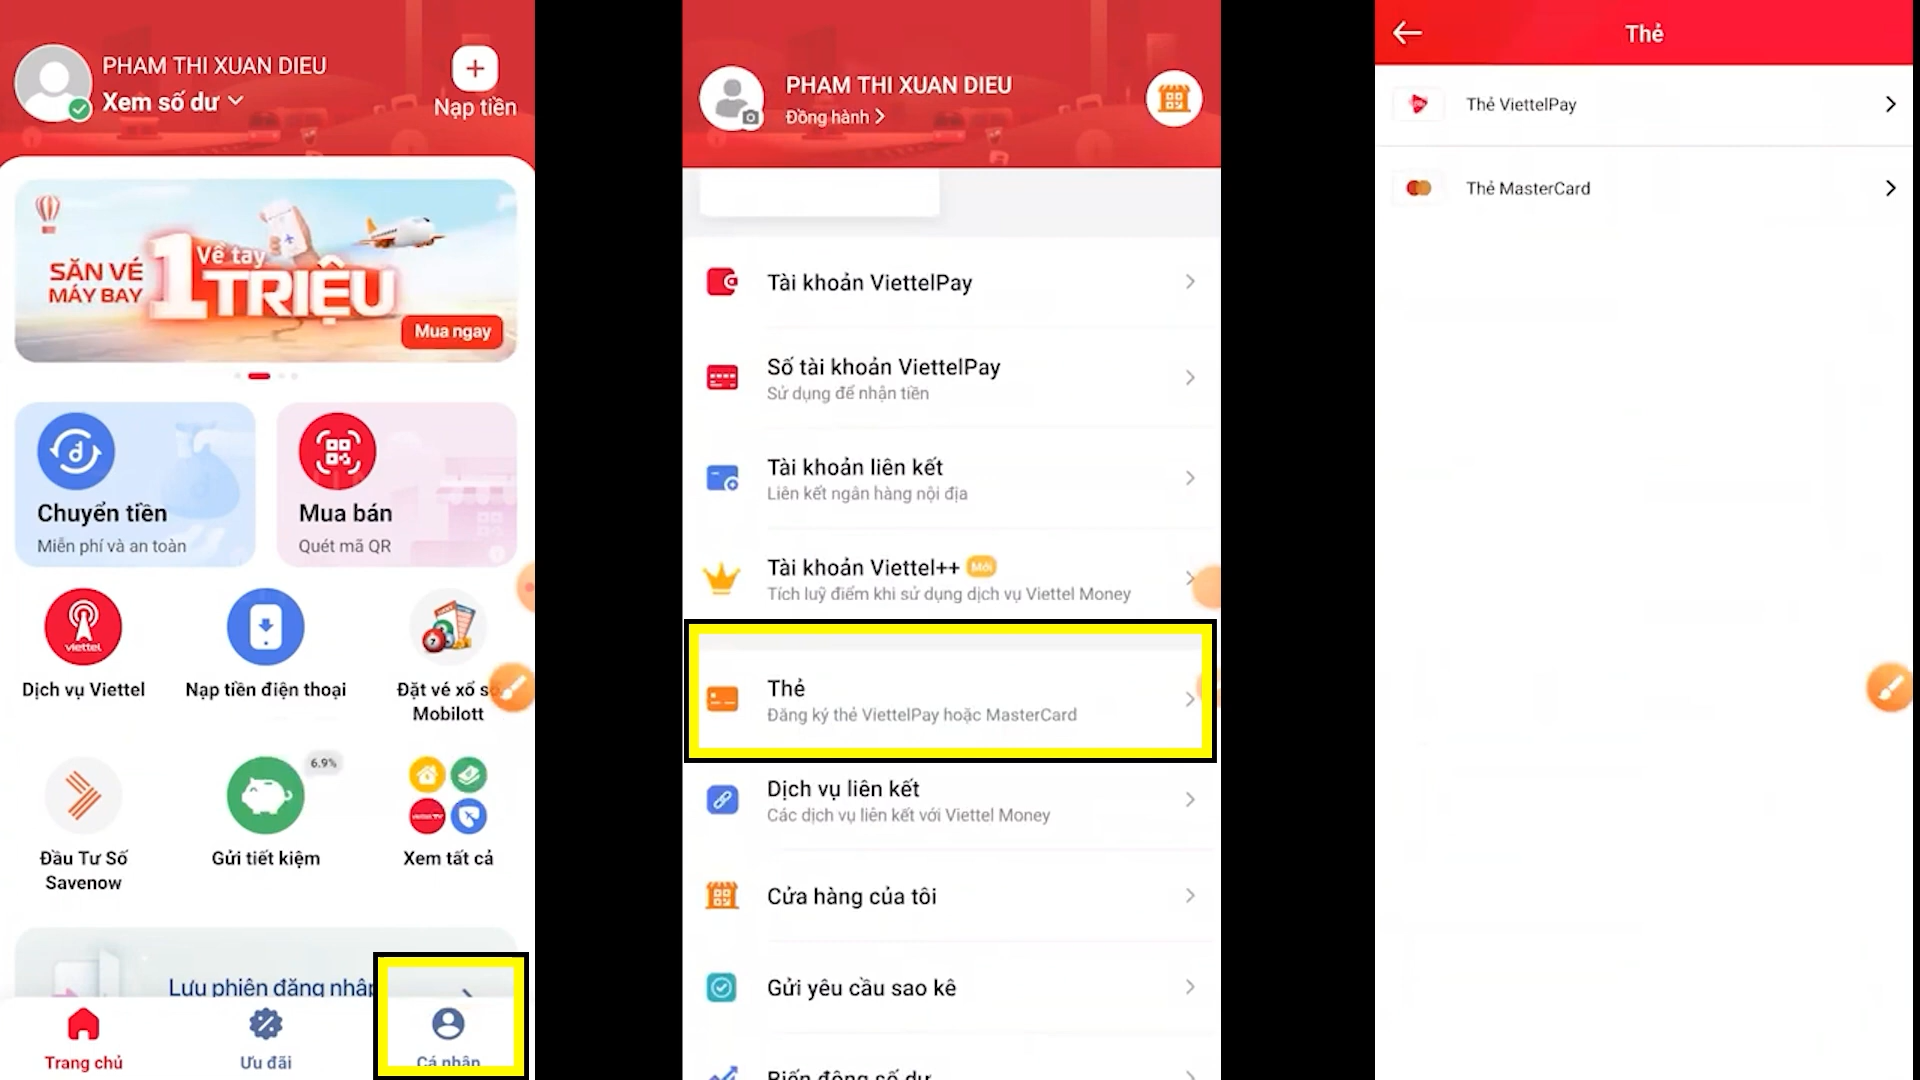 PHAM THI XUAN DIEU
Xem số dư
Nạp tiền
SĂN VÉ
MÁY BAY
Về tay
1 TRIỆU
Mua ngay
Chuyển tiền
Miễn phí và an toàn
Mua bán
Quét mã QR
viettel
Dịch vụ Viettel
Nạp tiền điện thoại
Đặt vé xổ số
Mobilott
6.9%
Đầu Tư Số
Savenow
Gửi tiết kiệm
Xem tất cả
Lưu phiên đăng nhập
Trang chủ
Ưu đãi
Cá nhân
PHAM THI XUAN DIEU
Đồng hành
Tài khoản ViettelPay
Số tài khoản ViettelPay
Sử dụng để nhận tiền
Tài khoản liên kết
Liên kết ngân hàng nội địa
Tài khoản Viettel++ Mới
Tích luỹ điểm khi sử dụng dịch vụ Viettel Money
Thẻ
Đăng ký thẻ ViettelPay hoặc MasterCard
Dịch vụ liên kết
Các dịch vụ liên kết với Viettel Money
Cửa hàng của tôi
Gửi yêu cầu sao kê
Biến động số dư
Thẻ
Thẻ ViettelPay
Thẻ MasterCard